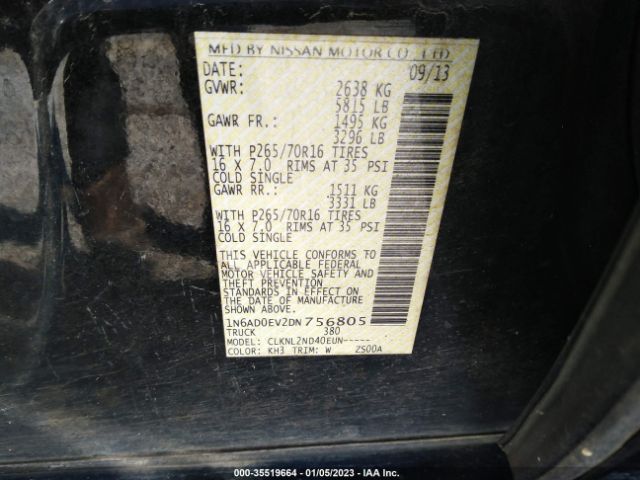 MFD BY NISSAN MOTOR CO., LTD.
DATE: 09/13
GVWR: 2638 KG
5815 LB
GAWR FR.: 1495 KG
3296 LB
WITH P265/70R16 TIRES
16 X 7.0 RIMS AT 35 PSI
COLD SINGLE
GAWR RR.: 1511 KG
3331 LB
WITH P265/70R16 TIRES
16 X 7.0 RIMS AT 35 PSI
COLD SINGLE
THIS VEHICLE CONFORMS TO
ALL APPLICABLE FEDERAL
MOTOR VEHICLE SAFETY AND
THEFT PREVENTION
STANDARDS IN EFFECT ON
THE DATE OF MANUFACTURE
SHOWN ABOVE.
1N6AD0EV2DN756805
TRUCK 380
MODEL: CLKNL2ND40EUN-----
COLOR: KH3 TRIM: W ZS00A
000-35519664 - 01/05/2023 - IAA Inc.